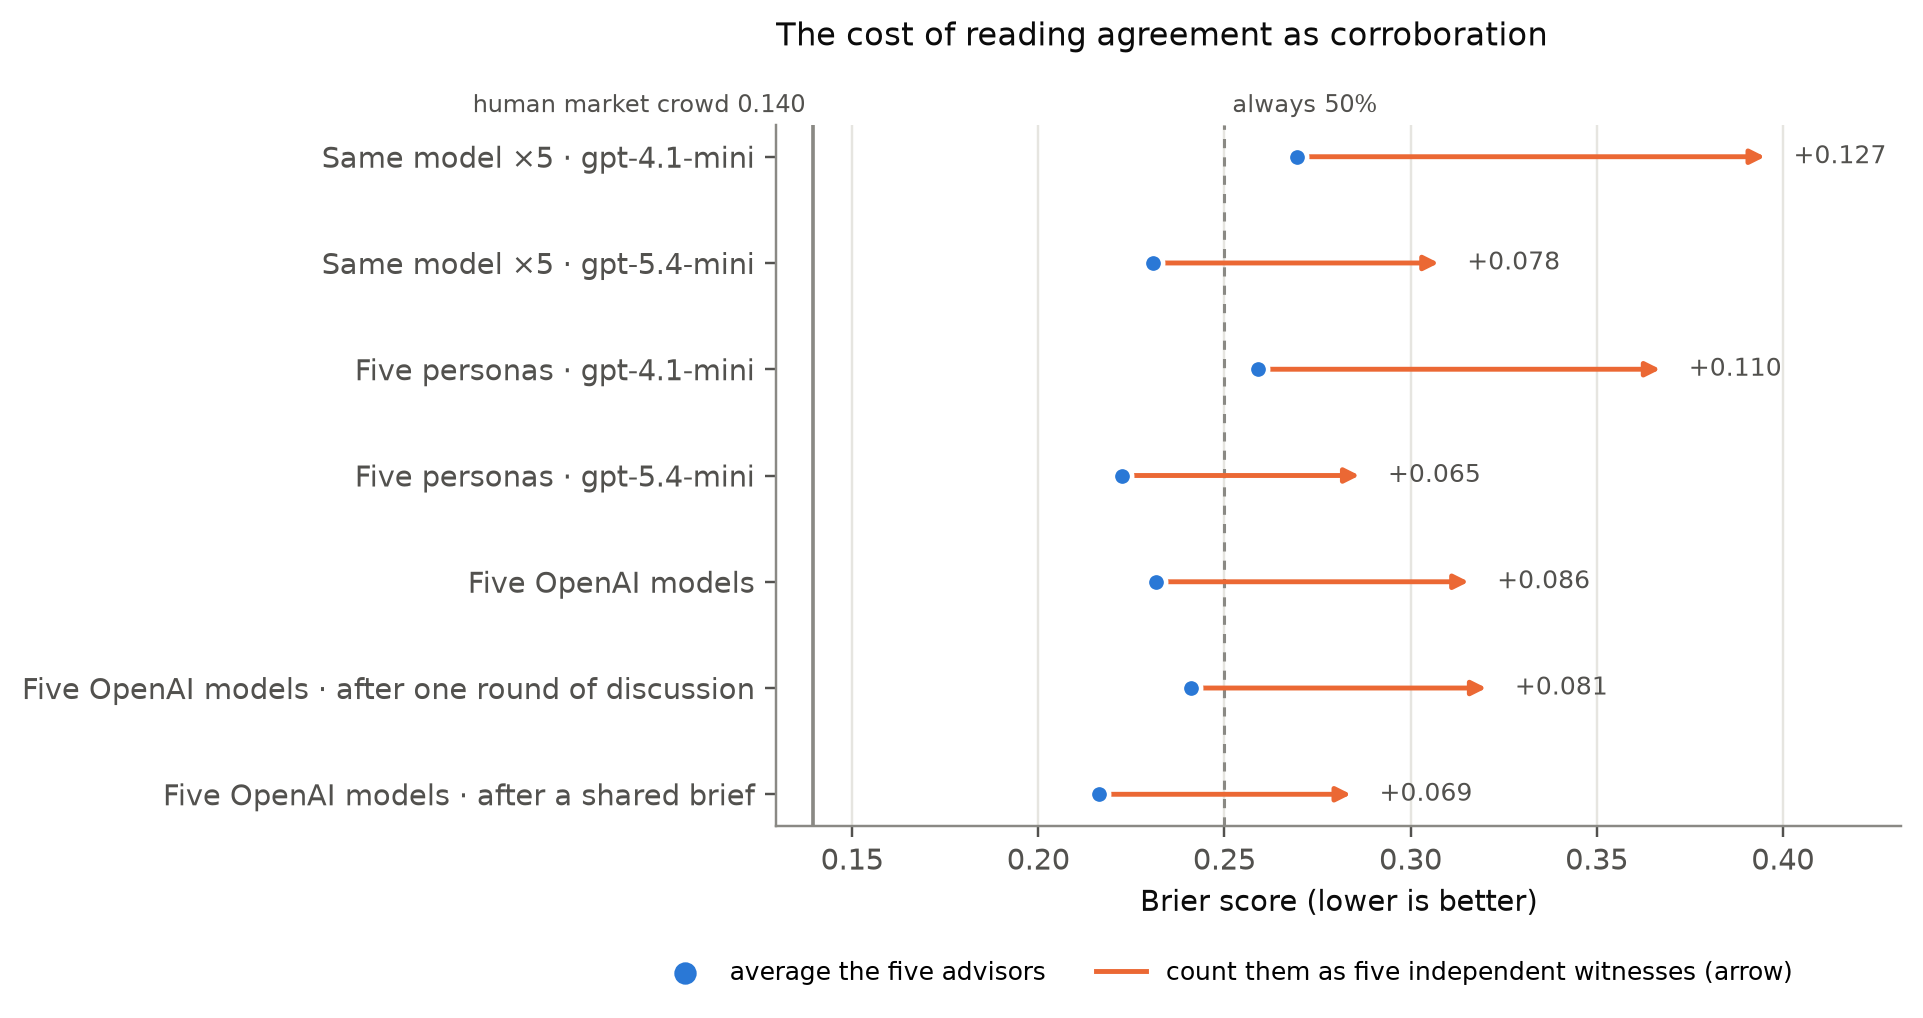 The cost of reading agreement as corroboration
human market crowd 0.140
always 50%
Same model ×5 · gpt-4.1-mini
+0.127
Same model ×5 · gpt-5.4-mini
+0.078
Five personas · gpt-4.1-mini
+0.110
Five personas · gpt-5.4-mini
+0.065
Five OpenAI models
+0.086
Five OpenAI models · after one round of discussion
+0.081
Five OpenAI models · after a shared brief
+0.069
0.15 0.20 0.25 0.30 0.35 0.40
Brier score (lower is better)
average the five advisors
count them as five independent witnesses (arrow)